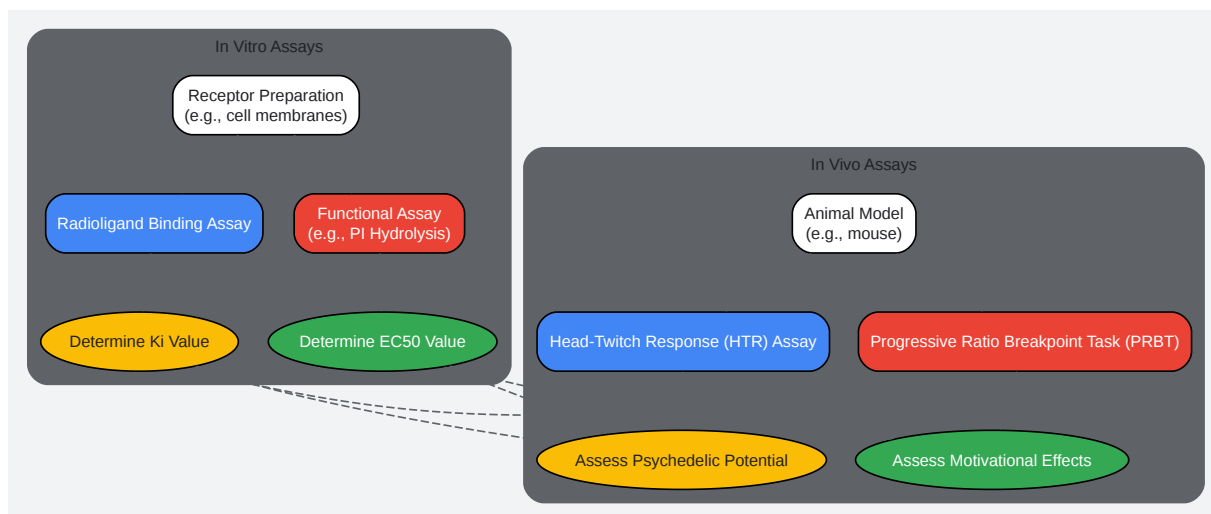 In Vitro Assays
Receptor Preparation
(e.g., cell membranes)
Radioligand Binding Assay
Functional Assay
(e.g., PI Hydrolysis)
Determine Ki Value
Determine EC50 Value
In Vivo Assays
Animal Model
(e.g., mouse)
Head-Twitch Response (HTR) Assay
Progressive Ratio Breakpoint Task (PRBT)
Assess Psychedelic Potential
Assess Motivational Effects